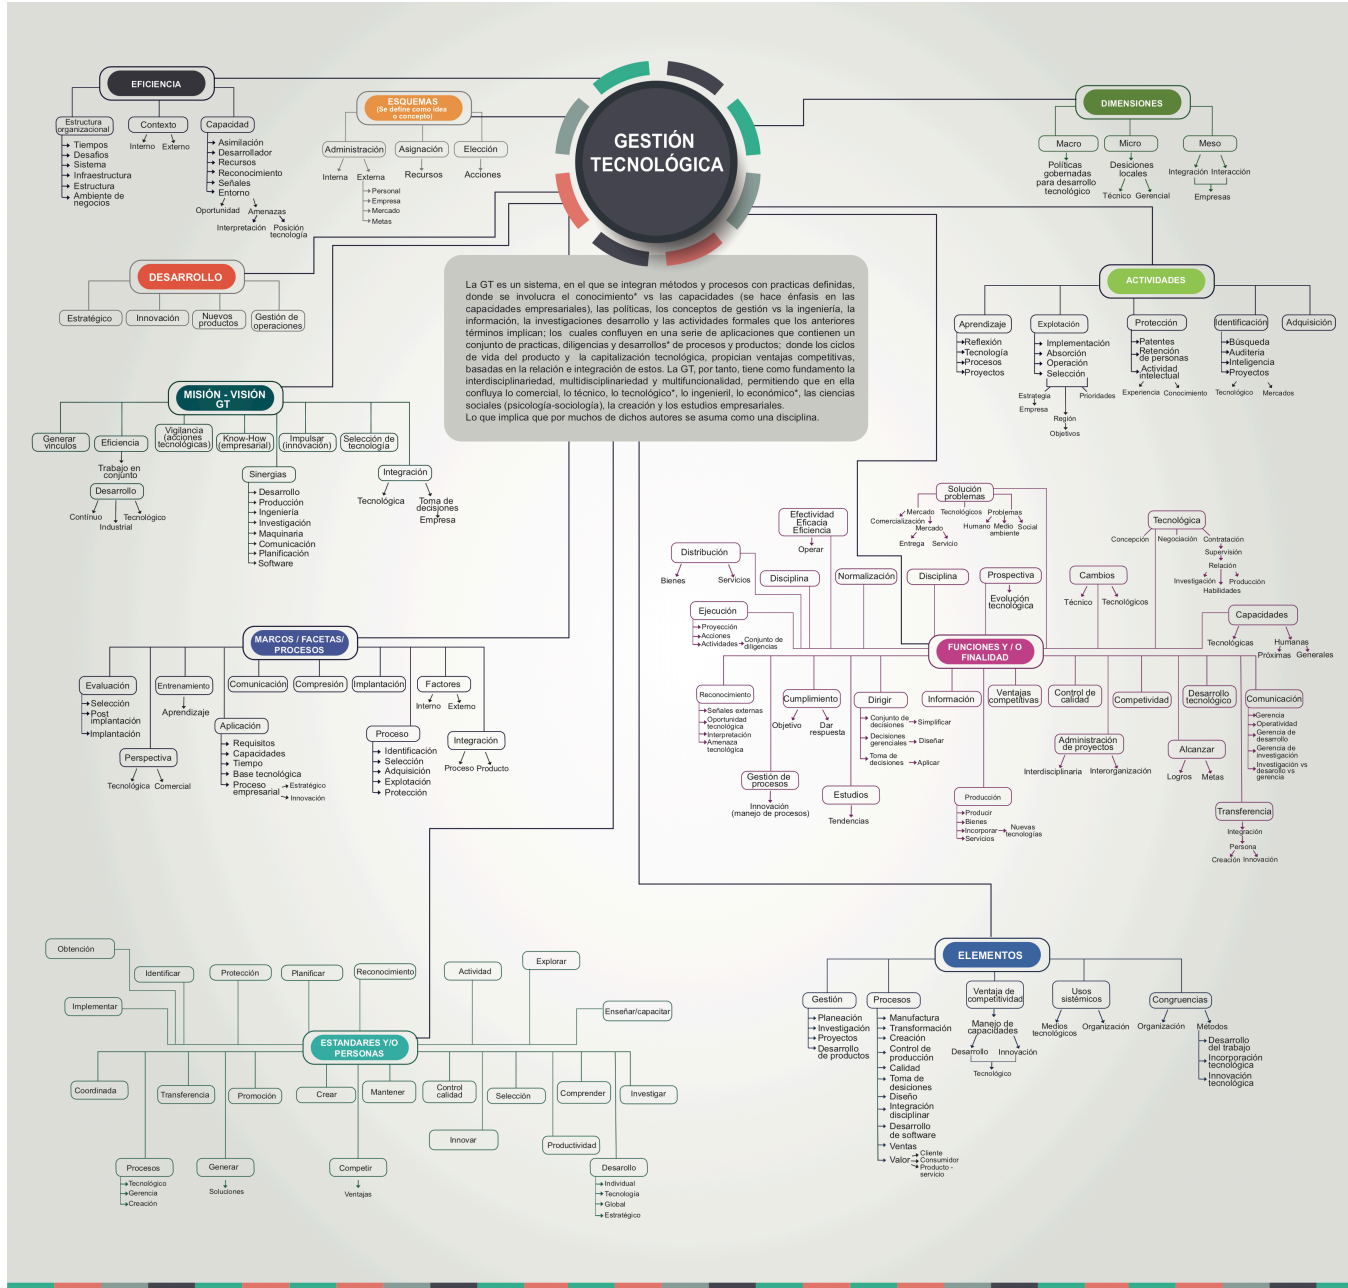 GESTIÓN
TECNOLÓGICA
La GT es un sistema, en el que se integran métodos y procesos con practicas definidas,
donde se involucra el conocimiento* vs las capacidades (se hace énfasis en las
capacidades empresariales), las políticas, los conceptos de gestión vs la ingeniería, la
información, la investigaciones desarrollo y las actividades formales que los anteriores
términos implican; los cuales confluyen en una serie de aplicaciones que contienen un
conjunto de practicas, diligencias y desarrollos* de procesos y productos; donde los ciclos
de vida del producto y la capitalización tecnológica, propician ventajas competitivas,
basadas en la relación e integración de estos. La GT, por tanto, tiene como fundamento la
interdisciplinariedad, multidisciplinariedad y multifuncionalidad, permitiendo que en ella
confluya lo comercial, lo técnico, lo tecnológico*, lo ingenieril, lo económico*, las ciencias
sociales (psicología-sociología), la creación y los estudios empresariales.
Lo que implica que por muchos de dichos autores se asuma como una disciplina.
EFICIENCIA
Estructura
organizacional
Tiempos
Desafios
Sistema
Infraestructura
Estructura
Ambiente de
negocios
Contexto
Interno
Externo
Capacidad
Asimilación
Desarrollador
Recursos
Reconocimiento
Señales
Entorno
Oportunidad
Amenazas
Interpretación
Posición
tecnología
ESQUEMAS
(Se define como idea
o concepto)
Administración
Interna
Externa
Personal
Empresa
Mercado
Metas
Asignación
Recursos
Elección
Acciones
DIMENSIONES
Macro
Políticas
gobernadas
para desarrollo
tecnológico
Micro
Desiciones
locales
Técnico
Gerencial
Meso
Integración
Interacción
Empresas
DESARROLLO
Estratégico
Innovación
Nuevos
productos
Gestión de
operaciones
ACTIVIDADES
Aprendizaje
Reflexión
Tecnología
Procesos
Proyectos
Explotación
Implementación
Absorción
Operación
Selección
Estrategia
Empresa
Prioridades
Región
Objetivos
Protección
Patentes
Retención
de personas
Actividad
intelectual
Experiencia
Conocimiento
Identificación
Búsqueda
Auditeria
Inteligencia
Proyectos
Tecnológico
Mercados
Adquisición
MISIÓN - VISIÓN
GT
Generar
vinculos
Eficiencia
Trabajo en
conjunto
Desarrollo
Contínuo
Industrial
Tecnológico
Vigilancia
(acciones
tecnológicas)
Know-How
(empresarial)
Impulsar
(innovación)
Selección de
tecnología
Sinergias
Desarrollo
Producción
Ingeniería
Investigación
Maquinaria
Comunicación
Planificación
Software
Integración
Tecnológica
Toma de
decisiones
Empresa
MARCOS / FACETAS/
PROCESOS
Evaluación
Selección
Post
implantación
Implantación
Perspectiva
Tecnológica
Comercial
Entrenamiento
Aprendizaje
Aplicación
Requisitos
Capacidades
Tiempo
Base tecnológica
Proceso
empresarial
Estratégico
Innovación
Comunicación
Compresión
Implantación
Proceso
Identificación
Selección
Adquisición
Explotación
Protección
Factores
Interno
Externo
Integración
Proceso
Producto
FUNCIONES Y / O
FINALIDAD
Distribución
Bienes
Servicios
Ejecución
Proyección
Acciones
Actividades
Conjunto de
diligencias
Disciplina
Efectividad
Eficacia
Eficiencia
Operar
Normalización
Disciplina
Solución
problemas
Mercado
Comercialización
Mercado
Entrega
Servicio
Tecnológicos
Problemas
Humano
Medio
ambiente
Social
Prospectiva
Evolución
tecnológica
Cambios
Técnico
Tecnológicos
Tecnológica
Concepción
Negociación
Contratación
Supervisión
Relación
Investigación
Habilidades
Producción
Capacidades
Tecnológicas
Humanas
Próximas
Generales
Reconocimiento
Señales externas
Oportunidad
tecnológica
Interpretación
Amenaza
tecnológica
Gestión de
procesos
Innovación
(manejo de procesos)
Cumplimiento
Objetivo
Dar
respuesta
Estudios
Tendencias
Dirigir
Conjunto de
decisiones
Simplificar
Decisiones
gerenciales
Diseñar
Toma de
decisiones
Aplicar
Información
Producción
Producir
Bienes
Incorporar
Nuevas
tecnologías
Servicios
Ventajas
competitivas
Control de
calidad
Administración
de proyectos
Interdisciplinaria
Interorganización
Competividad
Alcanzar
Logros
Metas
Desarrollo
tecnológico
Comunicación
Gerencia
Operatividad
Gerencia de
desarrollo
Gerencia de
investigación
Investigación vs
desarollo vs
gerencia
Transferencia
Integración
Persona
Creación
Innovación
ESTANDARES Y/O
PERSONAS
Obtención
Implementar
Identificar
Protección
Planificar
Reconocimiento
Actividad
Explorar
Enseñar/capacitar
Coordinada
Procesos
Tecnológico
Gerencia
Creación
Transferencia
Generar
Soluciones
Promoción
Crear
Competir
Ventajas
Mantener
Control
calidad
Innovar
Selección
Productividad
Comprender
Desarollo
Individual
Tecnología
Global
Estratégico
Investigar
ELEMENTOS
Gestión
Planeación
Investigación
Proyectos
Desarrollo
de productos
Procesos
Manufactura
Transformación
Creación
Control de
producción
Calidad
Toma de
desiciones
Diseño
Integración
disciplinar
Desarrollo
de software
Ventas
Valor
Cliente
Consumidor
Producto -
servicio
Ventaja de
competitividad
Manejo de
capacidades
Desarrollo
Innovación
Tecnológico
Usos
sistémicos
Medios
tecnológicos
Organización
Congruencias
Organización
Métodos
Desarrollo
del trabajo
Incorporación
tecnológica
Innovación
tecnológica